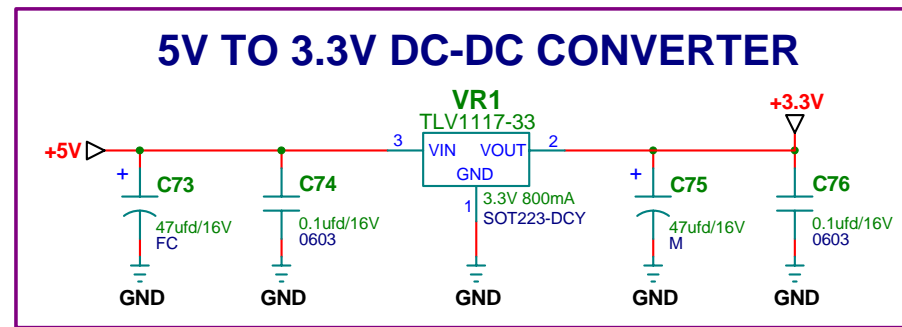 5V TO 3.3V DC-DC CONVERTER
VR1
TLV1117-33
+3.3V
+5V
3
VIN
VOUT
2
GND
1
3.3V 800mA
SOT223-DCY
+
C73
47ufd/16V
FC
C74
0.1ufd/16V
0603
+
C75
47ufd/16V
M
C76
0.1ufd/16V
0603
GND
GND
GND
GND
GND